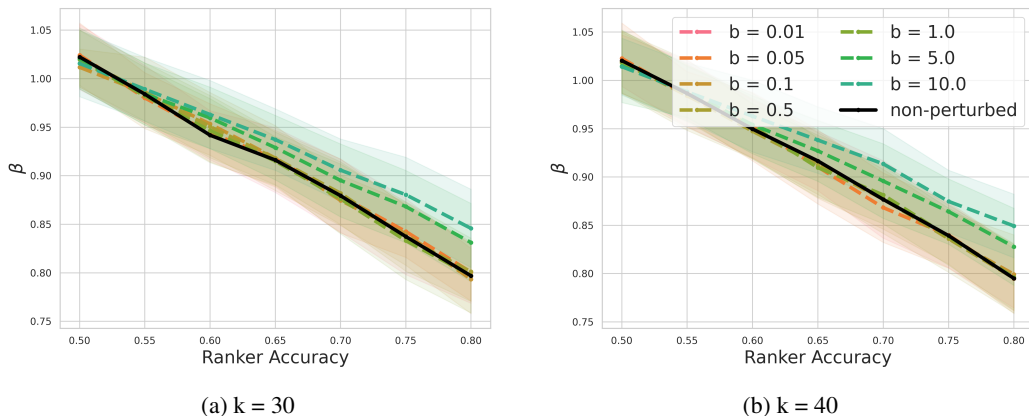 1.05
1.00
0.95
0.90
0.85
0.80
0.75
β
0.50 0.55 0.60 0.65 0.70 0.75 0.80
Ranker Accuracy
(a) k = 30
1.05
1.00
0.95
0.90
0.85
0.80
0.75
β
b = 0.01
b = 0.05
b = 0.1
b = 0.5
b = 1.0
b = 5.0
b = 10.0
non-perturbed
0.50 0.55 0.60 0.65 0.70 0.75 0.80
Ranker Accuracy
(b) k = 40